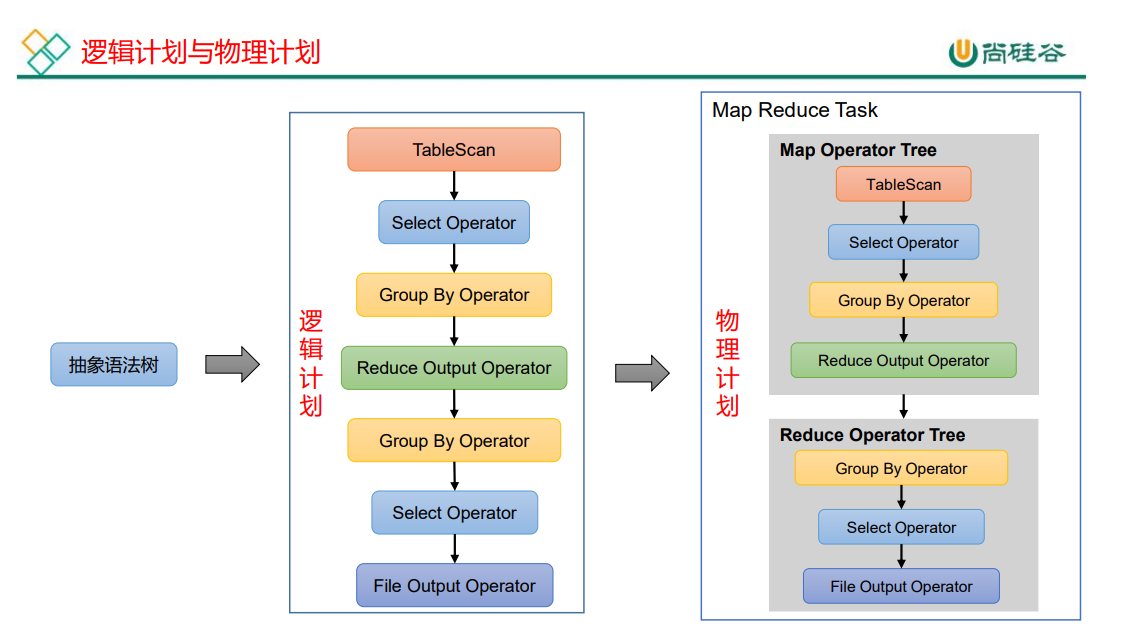 逻辑计划与物理计划
尚硅谷
抽象语法树
逻辑计划
TableScan
Select Operator
Group By Operator
Reduce Output Operator
Group By Operator
Select Operator
File Output Operator
物理计划
Map Reduce Task
Map Operator Tree
TableScan
Select Operator
Group By Operator
Reduce Output Operator
Reduce Operator Tree
Group By Operator
Select Operator
File Output Operator